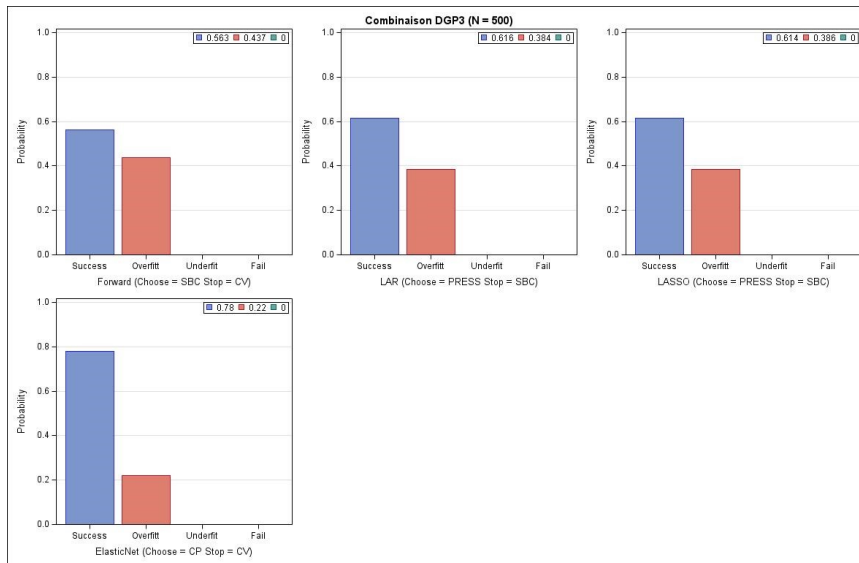 Combinaison DGP3 (N = 500)
0.563 0.437 0
0.616 0.384 0
0.614 0.386 0
1.0 1.0 1.0
0.8 0.8 0.8
0.6 0.6 0.6
0.4 0.4 0.4
0.2 0.2 0.2
0.0 0.0 0.0
Probability Probability Probability
Success Overfitt Underfit Fail
Success Overfitt Underfit Fail
Success Overfitt Underfit Fail
Forward (Choose = SBC Stop = CV)
LAR (Choose = PRESS Stop = SBC)
LASSO (Choose = PRESS Stop = SBC)
0.78 0.22 0
1.0
0.8
0.6
0.4
0.2
0.0
Probability
Success Overfitt Underfit Fail
ElasticNet (Choose = CP Stop = CV)